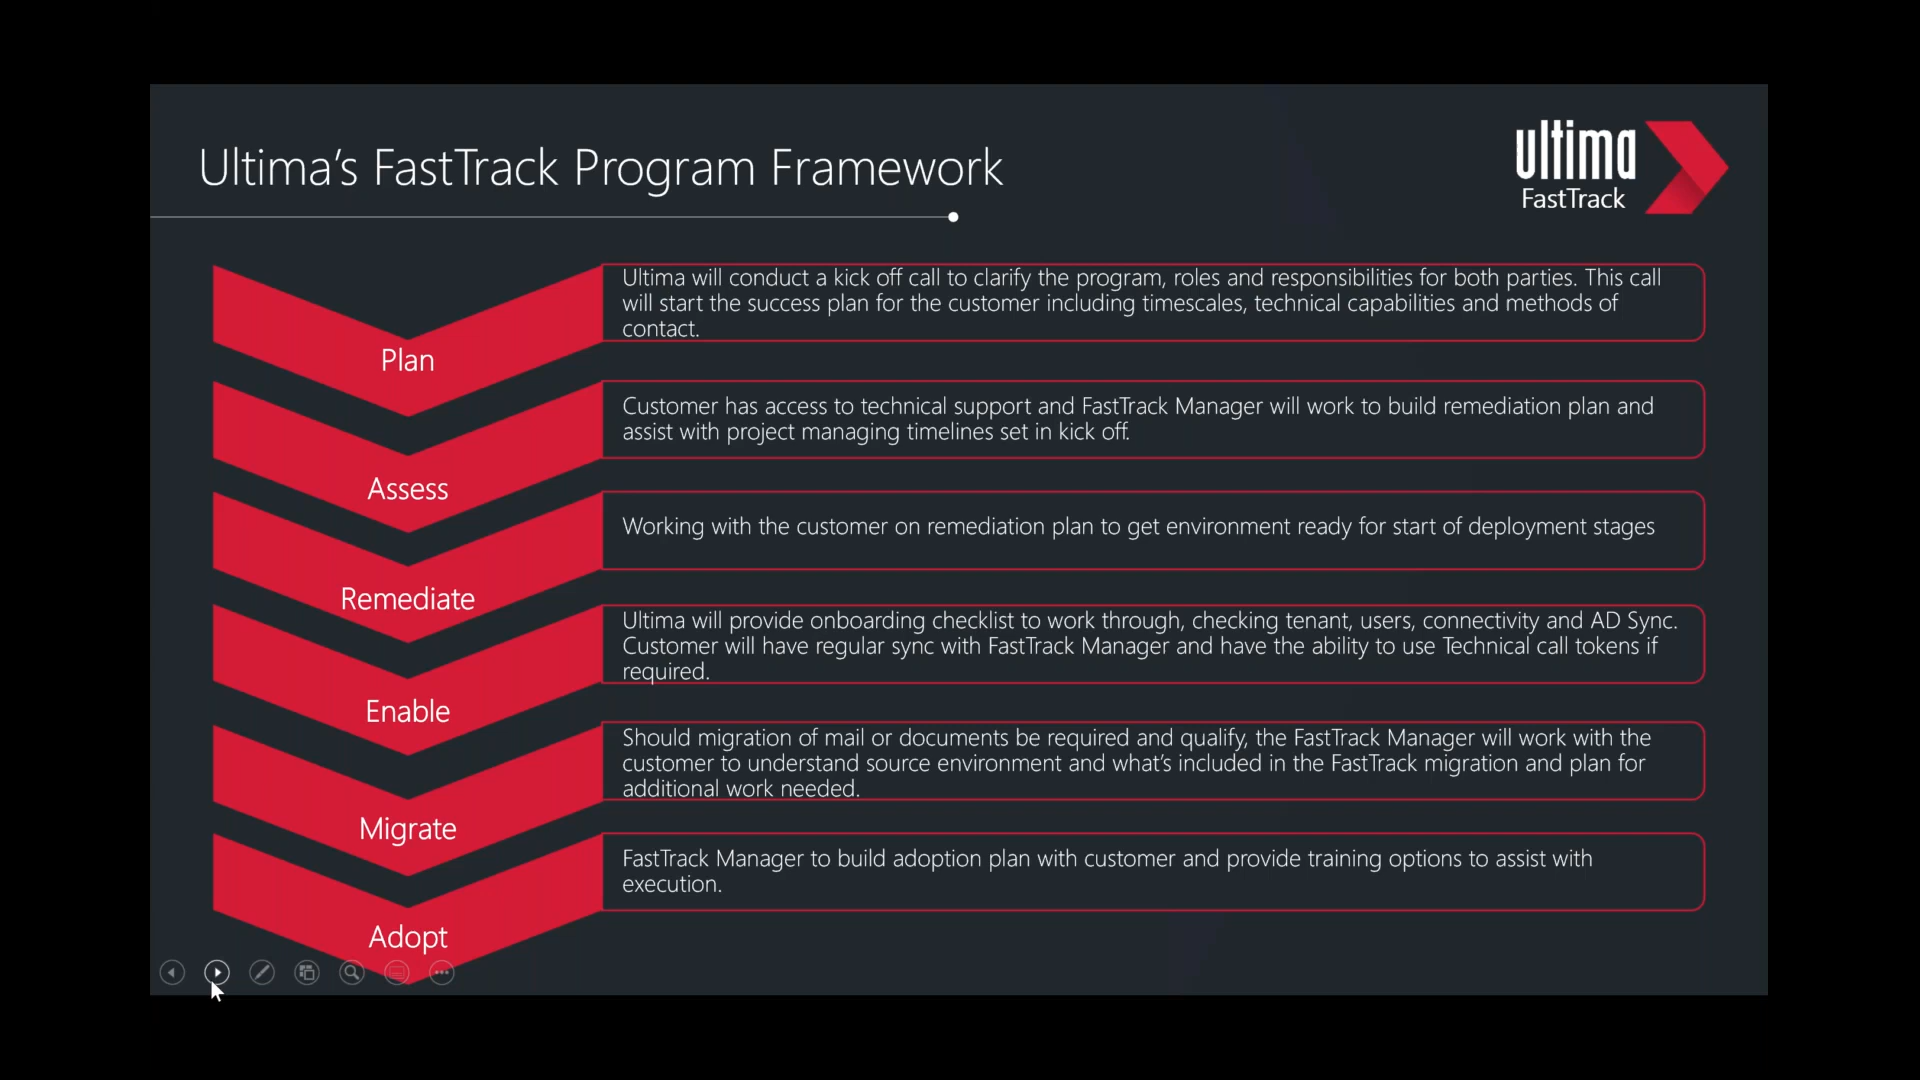 Ultima's FastTrack Program Framework
ultima
FastTrack
Plan
Ultima will conduct a kick off call to clarify the program, roles and responsibilities for both parties. This call
will start the success plan for the customer including timescales, technical capabilities and methods of
contact.
Assess
Customer has access to technical support and FastTrack Manager will work to build remediation plan and
assist with project managing timelines set in kick off.
Remediate
Working with the customer on remediation plan to get environment ready for start of deployment stages
Enable
Ultima will provide onboarding checklist to work through, checking tenant, users, connectivity and AD Sync.
Customer will have regular sync with FastTrack Manager and have the ability to use Technical call tokens if
required.
Migrate
Should migration of mail or documents be required and qualify, the FastTrack Manager will work with the
customer to understand source environment and what's included in the FastTrack migration and plan for
additional work needed.
Adopt
FastTrack Manager to build adoption plan with customer and provide training options to assist with
execution.